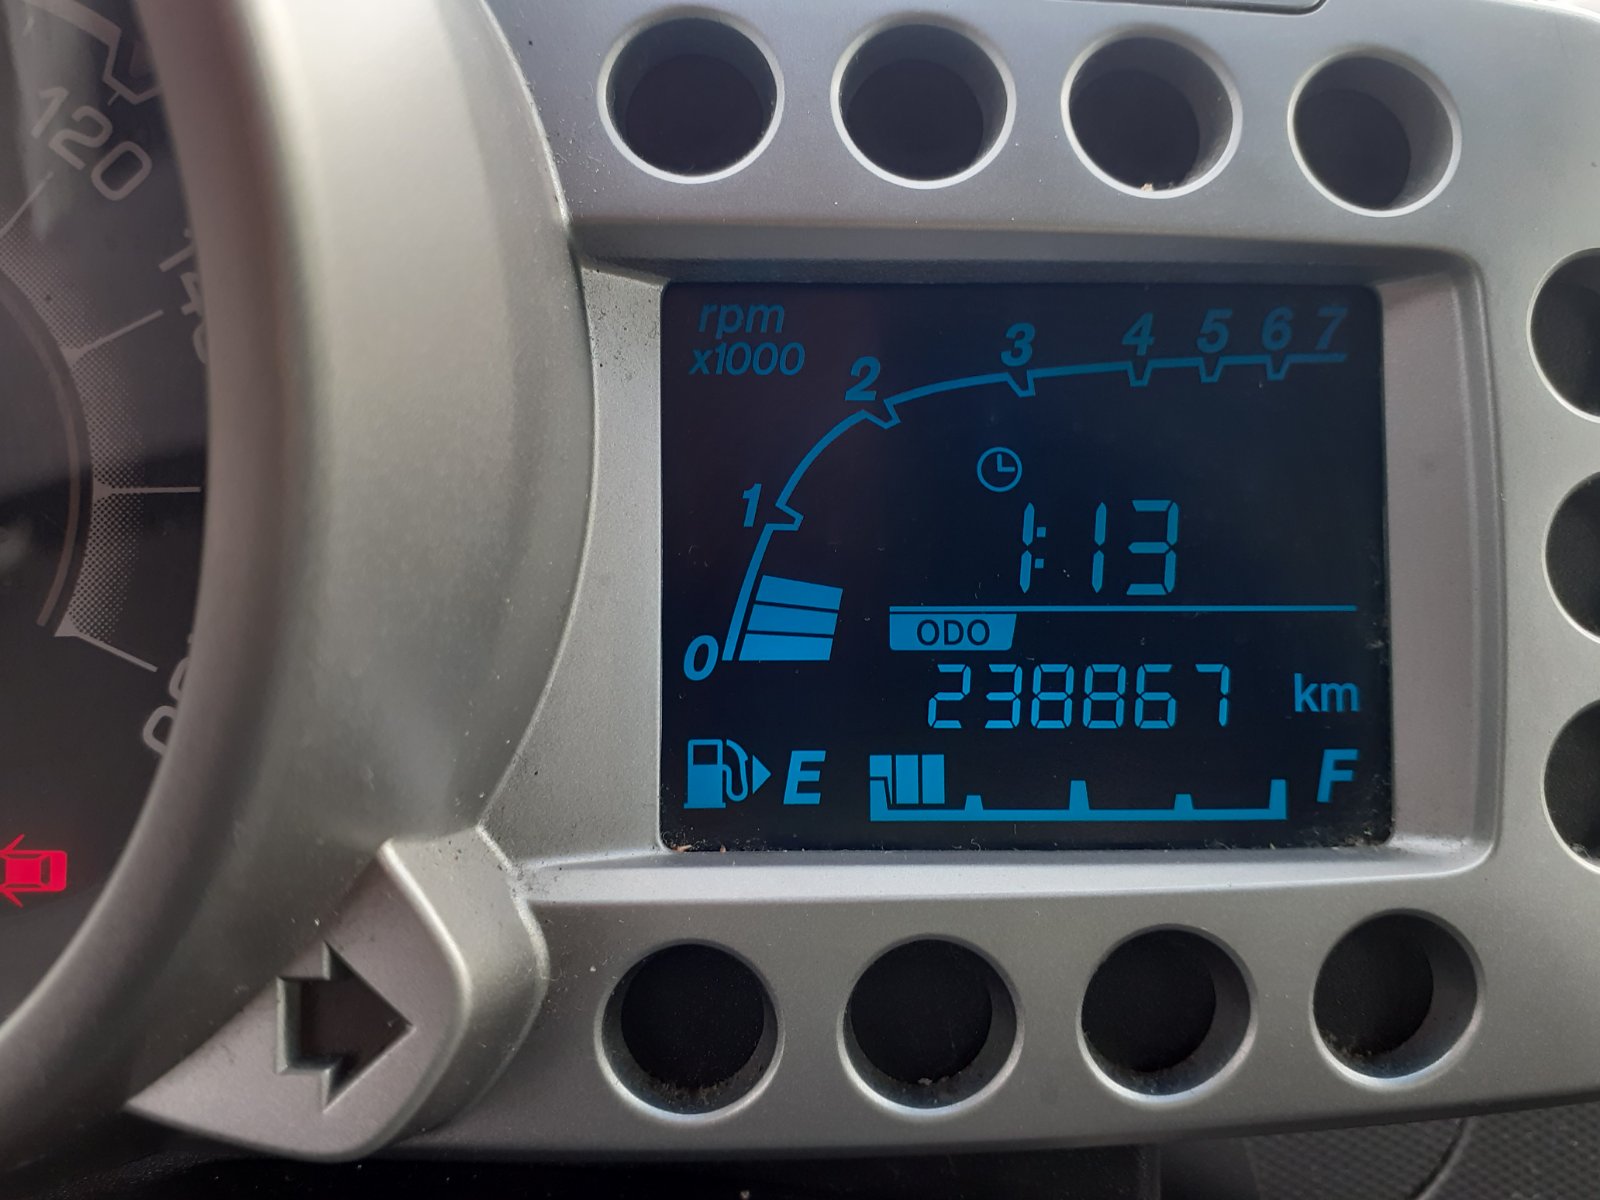 120
rpm
x1000
0 1 2 3 4 5 6 7
1:13
ODO
238867 km
E F